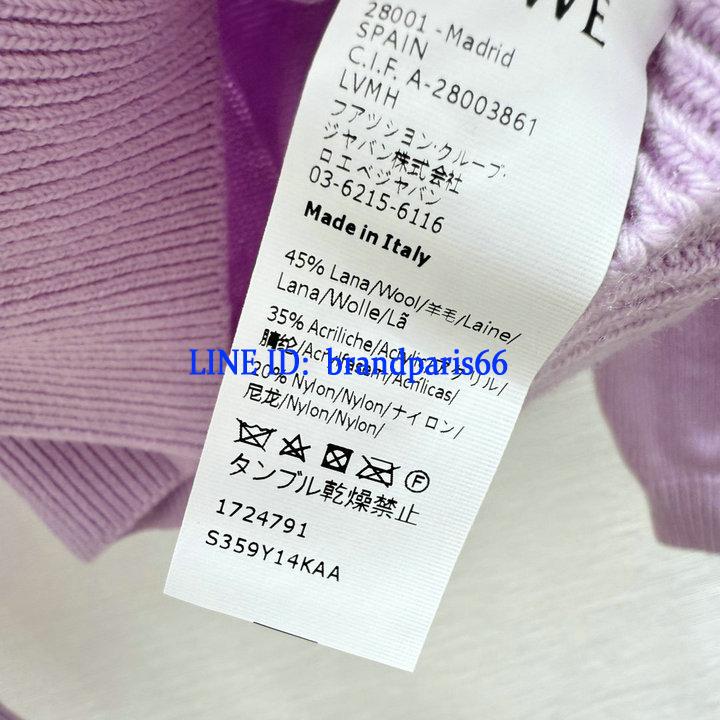 WE
28001 - Madrid
SPAIN
C.I.F. A-28003861
LVMH
ファッション・グループ・
ジャパン株式会社
ロエベジャパン
03-6215-6116
Made in Italy
45% Lana/Wool/羊毛/Laine/
Lana/Wolle/Lã
35% Acriliche/
LINE ID: brandparis66
/Acrílicas/
20% Nylon/Nylon/ナイロン/
尼龙/Nylon/Nylon/
F
タンブル乾燥禁止
1724791
S359Y14KAA